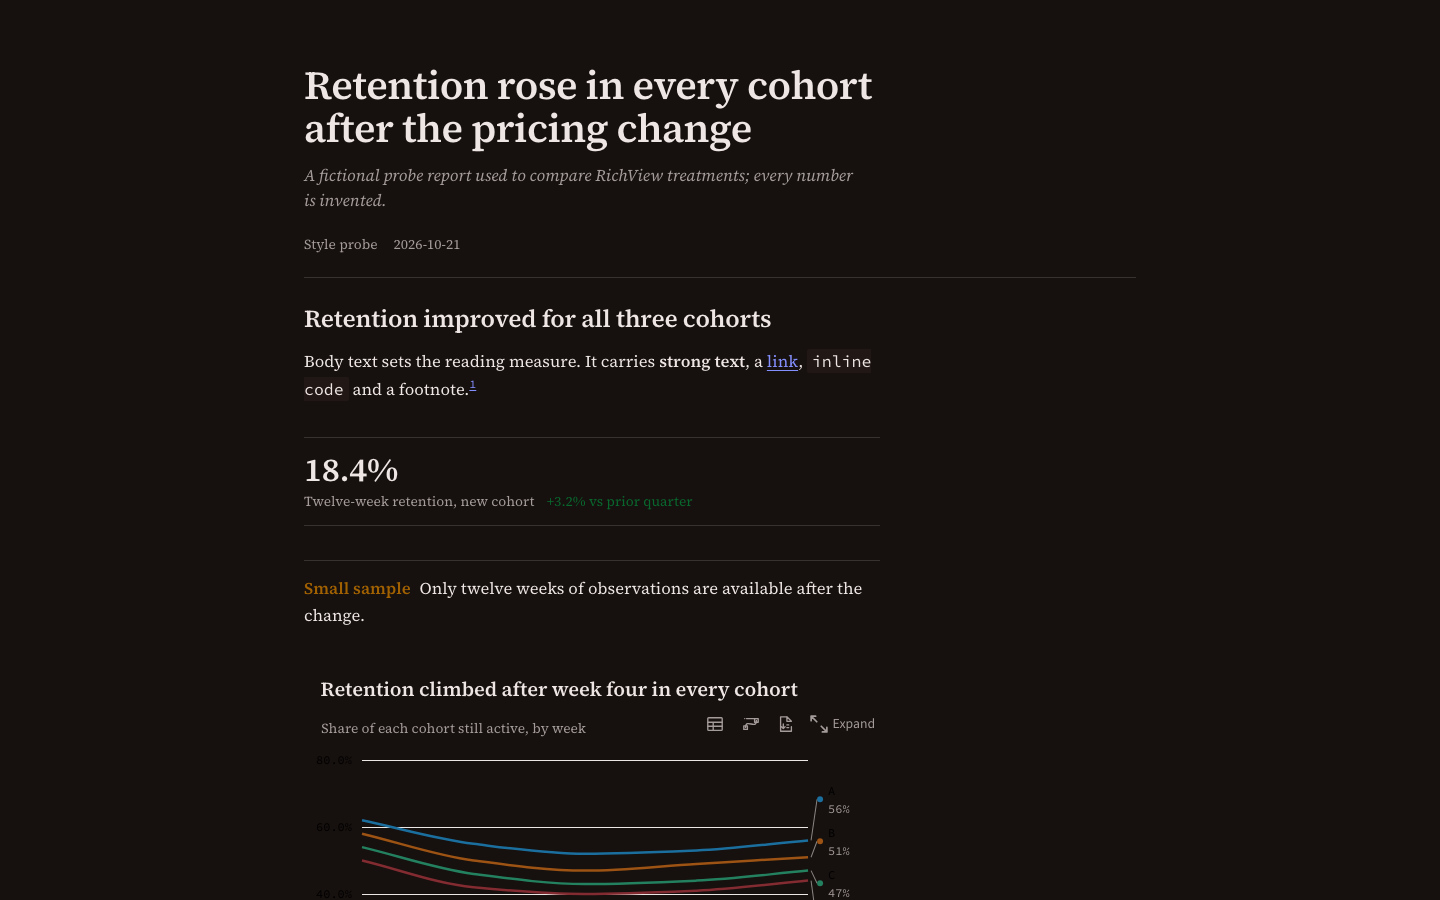 Retention rose in every cohort
after the pricing change
A fictional probe report used to compare RichView treatments; every number
is invented.
Style probe 2026-10-21
Retention improved for all three cohorts
Body text sets the reading measure. It carries strong text, a link, inline
code and a footnote.1
18.4%
Twelve-week retention, new cohort +3.2% vs prior quarter
Small sample Only twelve weeks of observations are available after the
change.
Retention climbed after week four in every cohort
Share of each cohort still active, by week
Expand
80.0%
A
56%
60.0%
B
51%
C
47%
40.0%